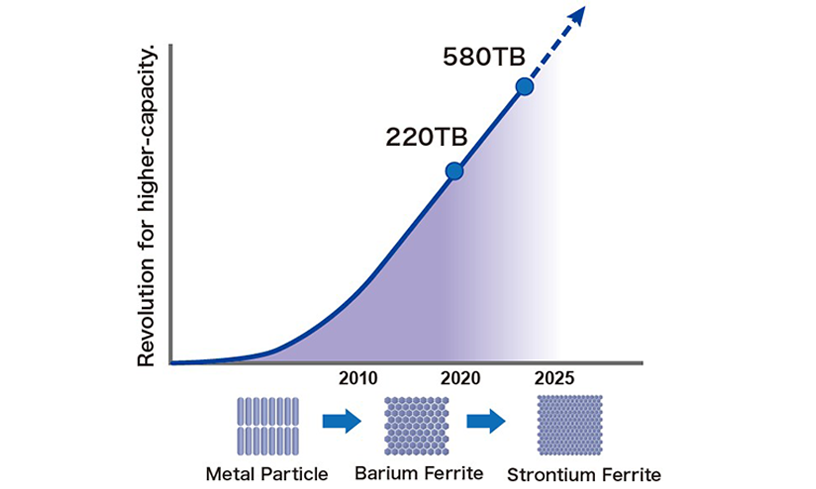 Revolution for higher-capacity.
580TB
220TB
2010 2020 2025
Metal Particle Barium Ferrite Strontium Ferrite